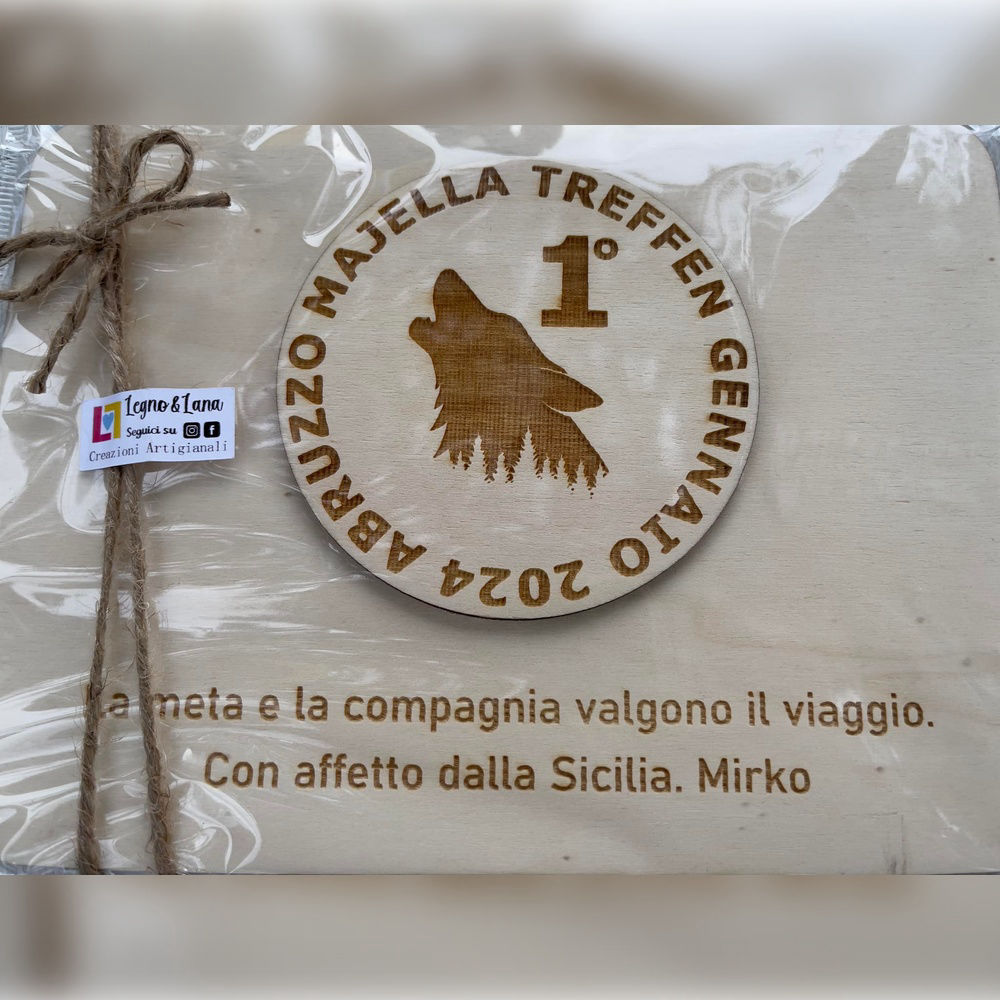 ABRUZZO MAJELLA TREFFEN GENNAIO 2024
1°
Legno & Lana
Seguici su
Creazioni Artigianali
La meta e la compagnia valgono il viaggio.
Con affetto dalla Sicilia. Mirko